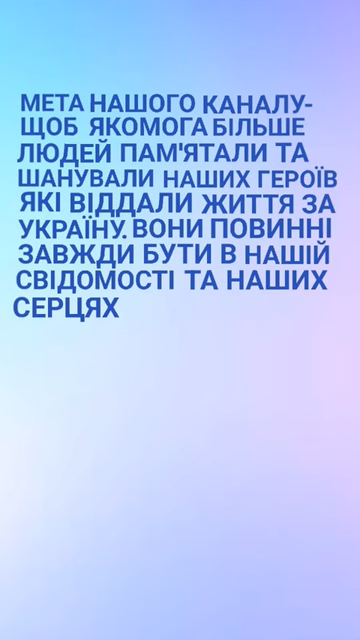 МЕТА НАШОГО КАНАЛУ-
ЩОБ ЯКОМОГА БІЛЬШЕ
ЛЮДЕЙ ПАМ'ЯТАЛИ ТА
ШАНУВАЛИ НАШИХ ГЕРОЇВ
ЯКІ ВІДДАЛИ ЖИТТЯ ЗА
УКРАЇНУ. ВОНИ ПОВИННІ
ЗАВЖДИ БУТИ В НАШІЙ
СВІДОМОСТІ ТА НАШИХ
СЕРЦЯХ